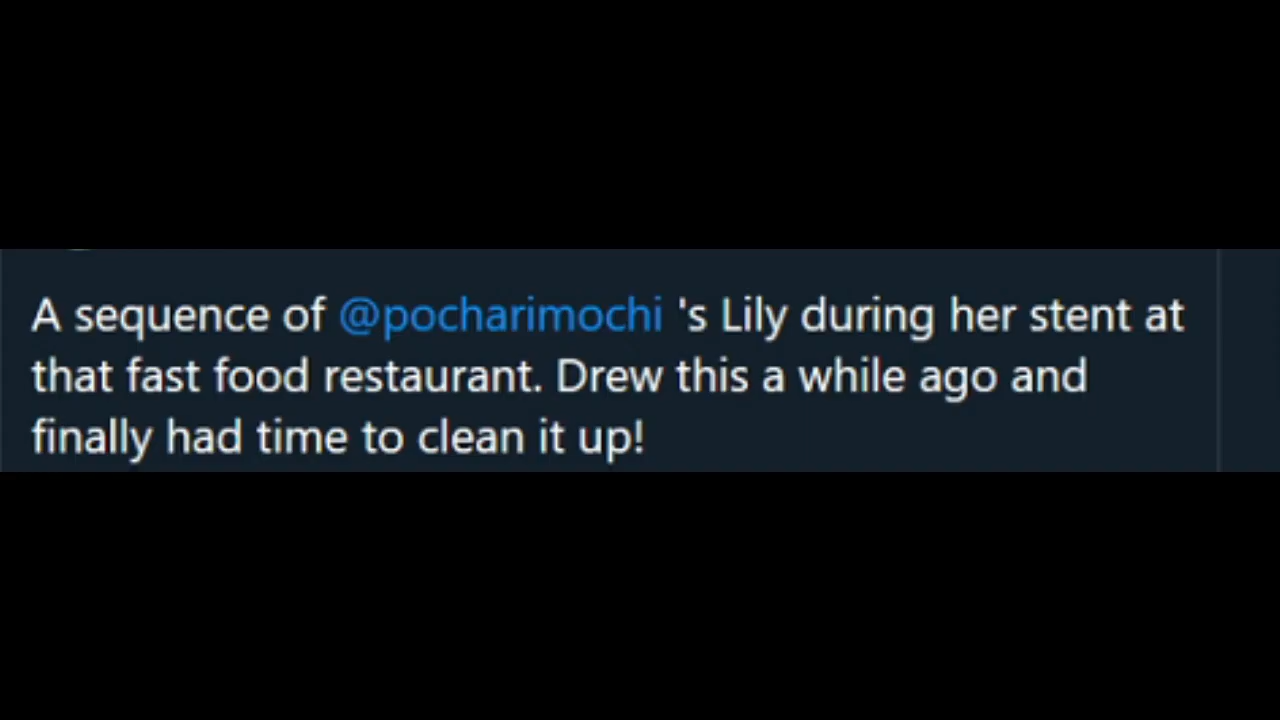 A sequence of @pocharimochi 's Lily during her stent at
that fast food restaurant. Drew this a while ago and
finally had time to clean it up!